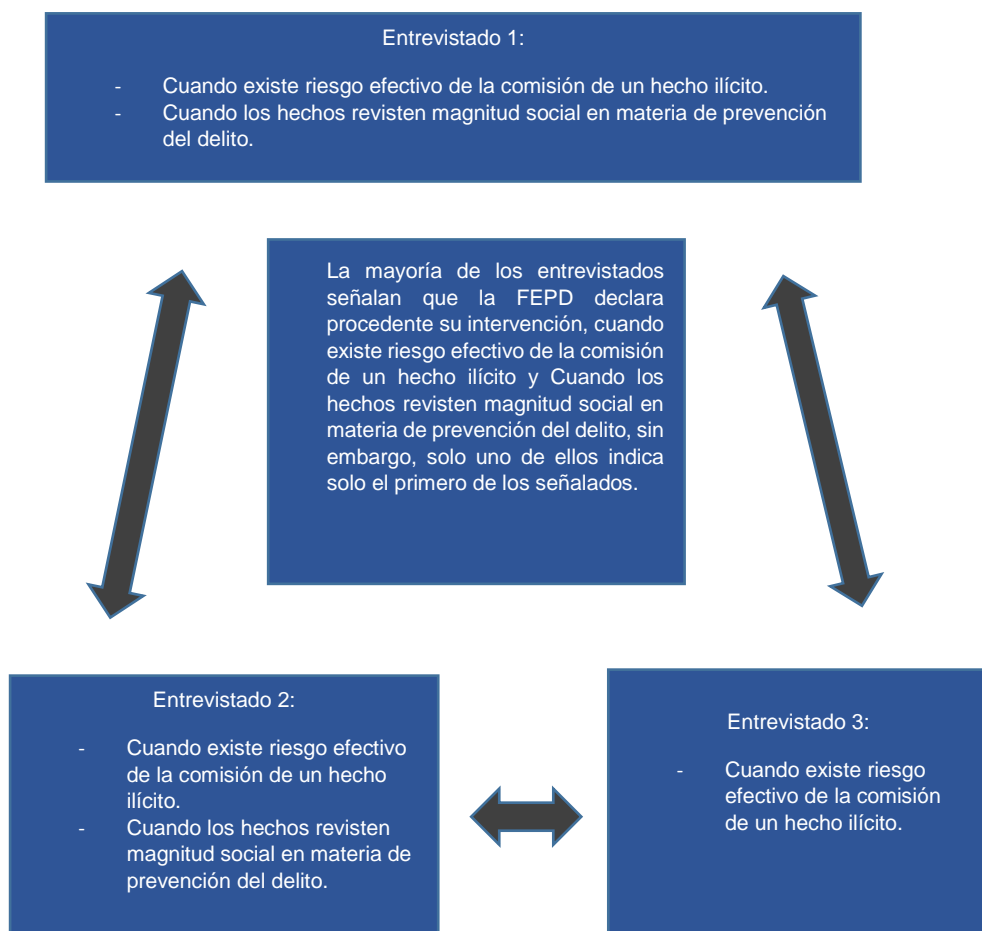 Entrevistado 1:
- Cuando existe riesgo efectivo de la comisión de un hecho ilícito.
- Cuando los hechos revisten magnitud social en materia de prevención
del delito.
La mayoría de los entrevistados
señalan que la FEPD declara
procedente su intervención, cuando
existe riesgo efectivo de la comisión
de un hecho ilícito y Cuando los
hechos revisten magnitud social en
materia de prevención del delito, sin
embargo, solo uno de ellos indica
solo el primero de los señalados.
Entrevistado 2:
- Cuando existe riesgo efectivo
de la comisión de un hecho
ilícito.
- Cuando los hechos revisten
magnitud social en materia de
prevención del delito.
Entrevistado 3:
- Cuando existe riesgo
efectivo de la comisión
de un hecho ilícito.